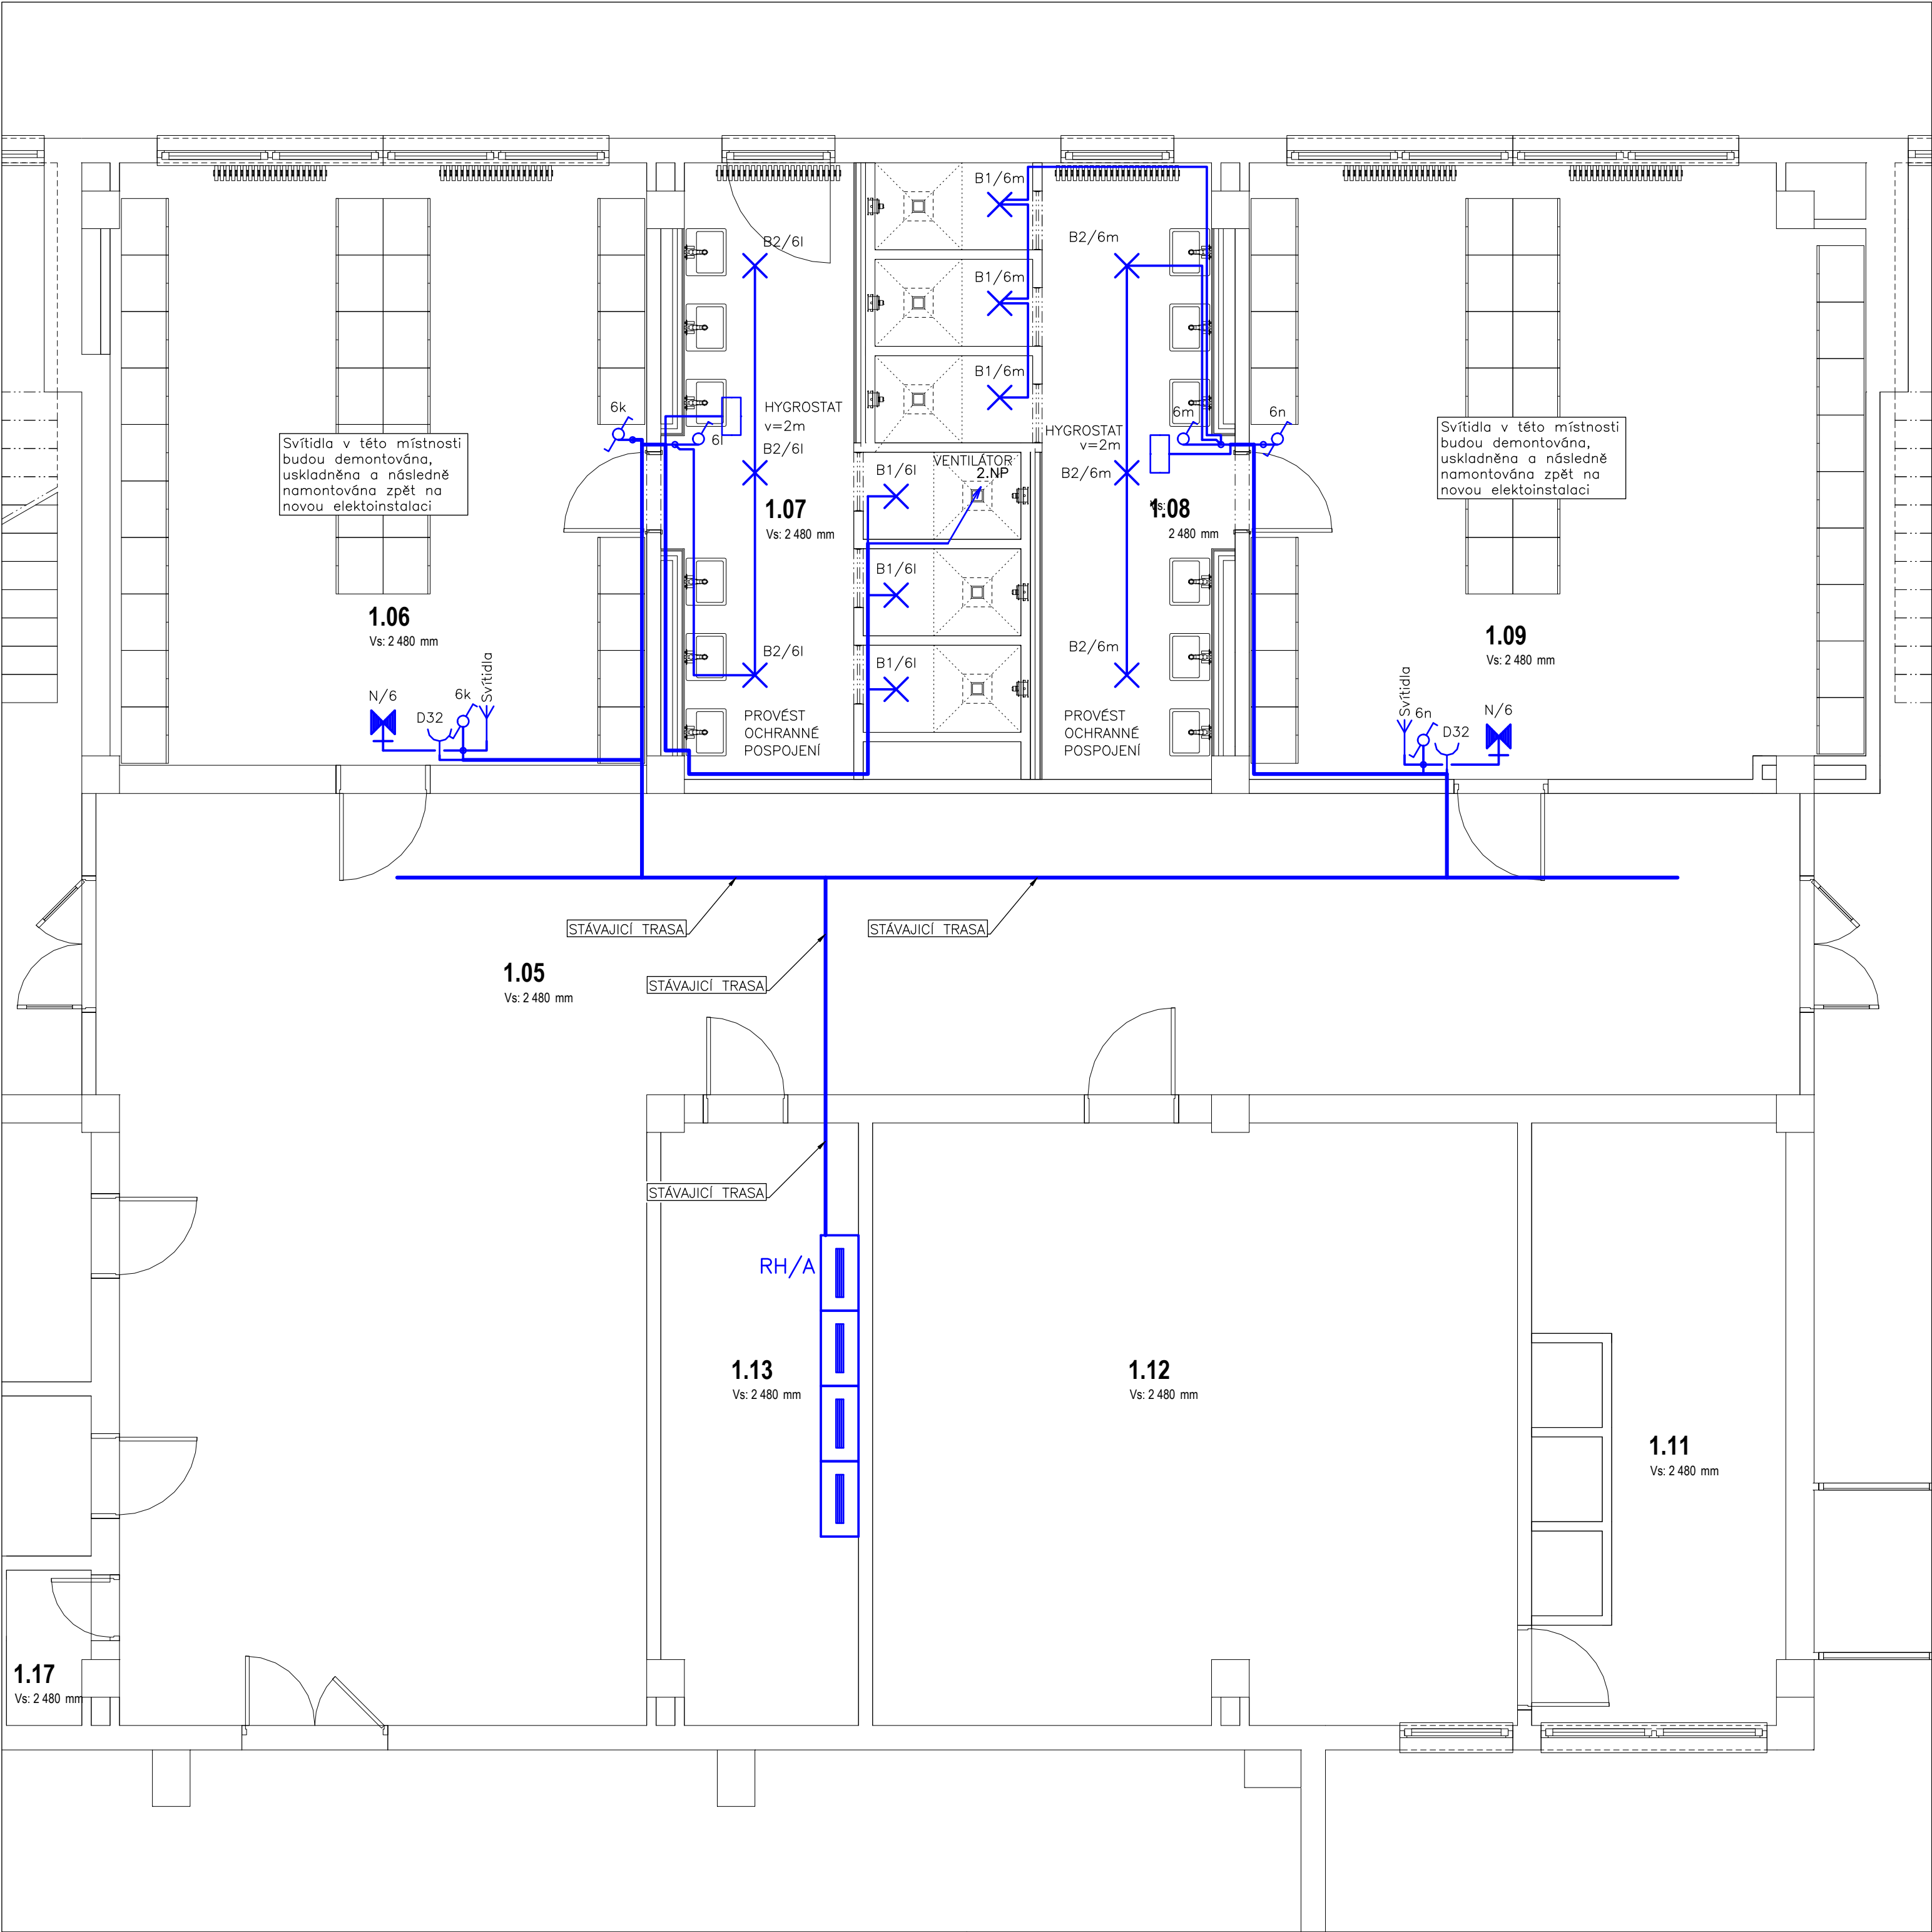 B1/6m
B2/6l
B2/6m
B1/6m
B1/6m
6k
HYGROSTAT
v=2m
6l
B2/6l
6m
6n
HYGROSTAT
v=2m
B2/6m
Svítidla v této místnosti
budou demontována,
uskladněna a následně
namontována zpět na
novou elektoinstalaci
Svítidla v této místnosti
budou demontována,
uskladněna a následně
namontována zpět na
novou elektoinstalaci
B1/6l
VENTILÁTOR
2.NP
1.07
Vs: 2 480 mm
1.08
Vs:
2 480 mm
B1/6l
1.06
Vs: 2 480 mm
1.09
Vs: 2 480 mm
B2/6l
B1/6l
B2/6m
N/6
D32
6k
Svítidla
PROVÉST
OCHRANNÉ
POSPOJENÍ
PROVÉST
OCHRANNÉ
POSPOJENÍ
Svítidla
6n
D32
N/6
STÁVAJICÍ TRASA
STÁVAJICÍ TRASA
1.05
Vs: 2 480 mm
STÁVAJICÍ TRASA
STÁVAJICÍ TRASA
RH/A
1.13
Vs: 2 480 mm
1.12
Vs: 2 480 mm
1.11
Vs: 2 480 mm
1.17
Vs: 2 480 mm